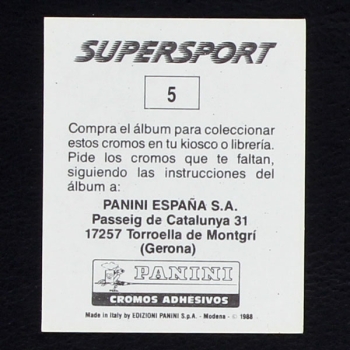 SUPERSPORT
5
Compra el álbum para coleccionar
estos cromos en tu kiosco o librería.
Pide los cromos que te faltan,
siguiendo las instrucciones del
álbum a:
PANINI ESPAÑA S.A.
Passeig de Catalunya 31
17257 Torroella de Montgrí
(Gerona)
PANINI
CROMOS ADHESIVOS
Made in Italy by EDIZIONI PANINI S.p.A. - Modena - © 1988